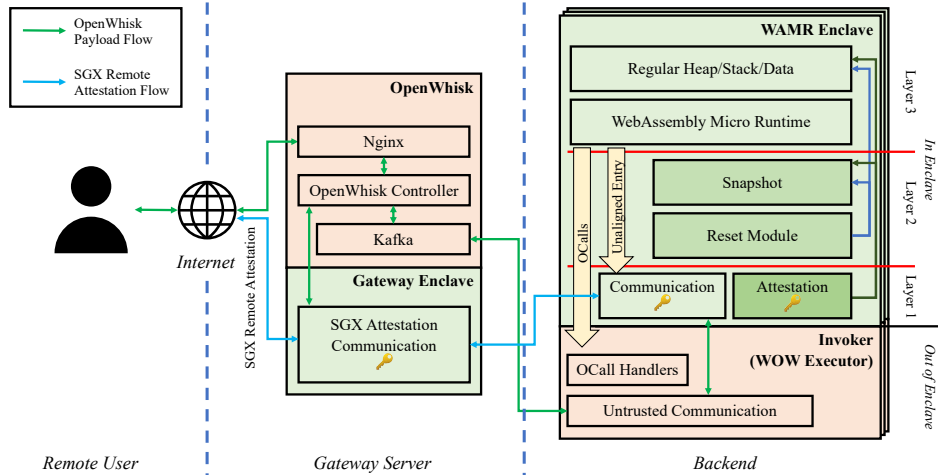 OpenWhisk
Payload Flow
SGX Remote
Attestation Flow
Internet
SGX Remote Attestation
OpenWhisk
Nginx
OpenWhisk Controller
Kafka
Gateway Enclave
SGX Attestation
Communication
WAMR Enclave
Regular Heap/Stack/Data
WebAssembly Micro Runtime
OCalls
Unaligned Entry
Snapshot
Reset Module
Communication
Attestation
Invoker
(WOW Executor)
OCall Handlers
Untrusted Communication
Layer 3
Layer 2
Layer 1
In Enclave
Out of Enclave
Remote User
Gateway Server
Backend